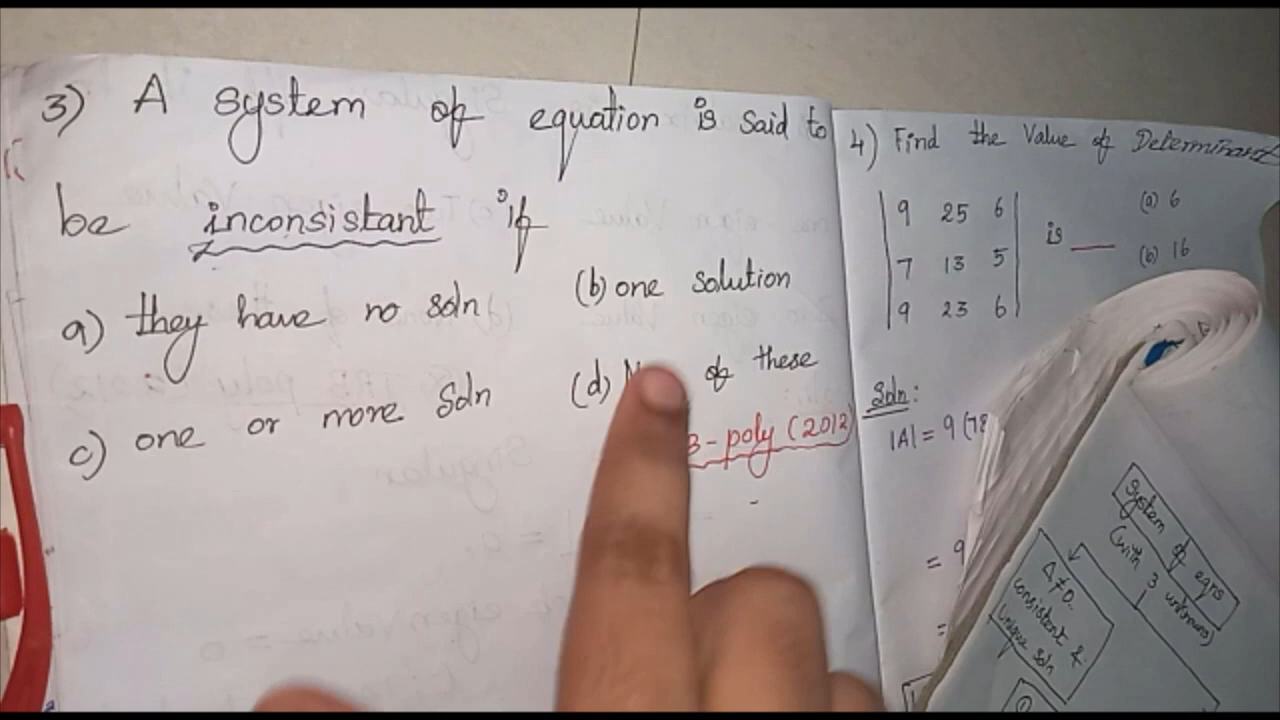 3) A system of equation is said to
be inconsistant if
a) they have no soln (b) one solution
c) one or more soln (d) of these
B-poly (2012)
4) Find the Value of Determinant
| 9 25 6 |
| 7 13 5 | is ___
| 9 23 6 |
(a) 6
(b) 16
Soln:
|A| = 9 (78
= 9
=
System of eqns
(with 3 unknowns)
Δ≠0.
consistent &
Unique soln